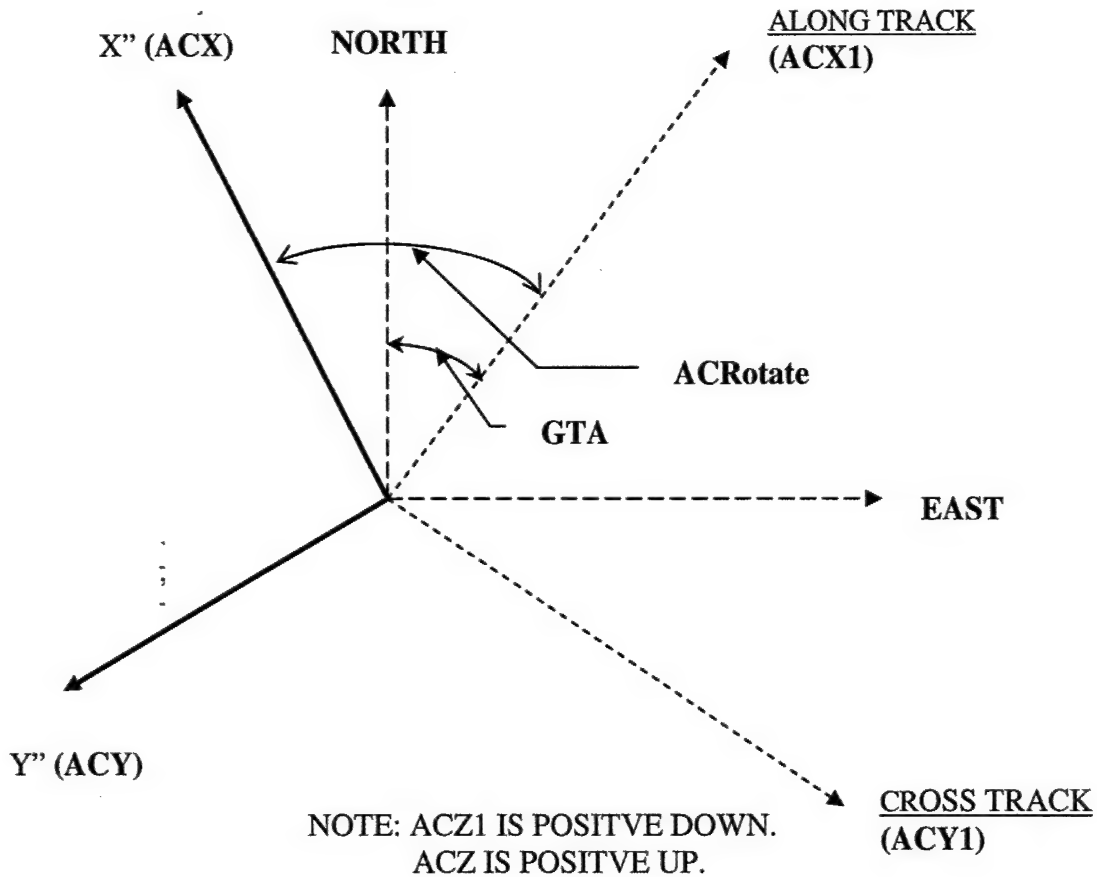 ALONG TRACK
(ACX1)
X” (ACX)
NORTH
ACRotate
GTA
EAST
Y” (ACY)
CROSS TRACK
(ACY1)
NOTE: ACZ1 IS POSITVE DOWN.
ACZ IS POSITVE UP.